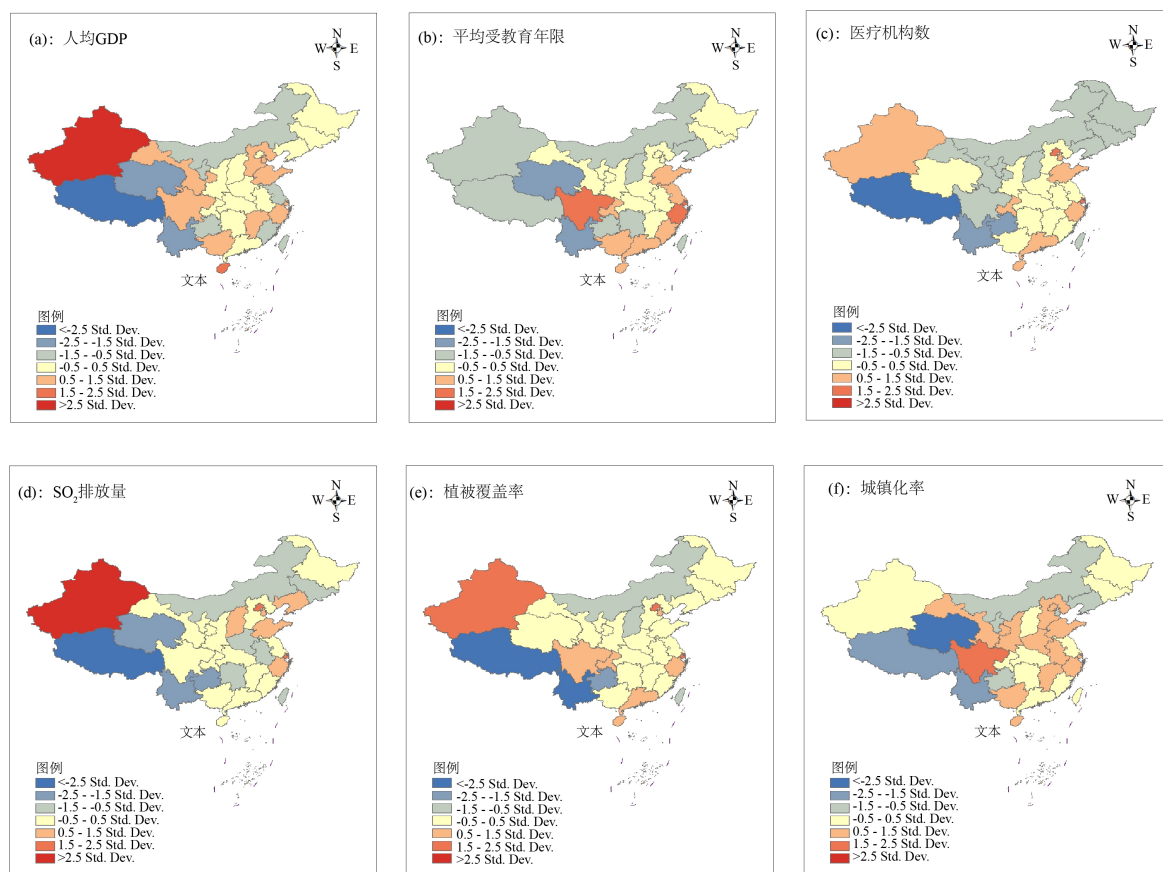 (a)：人均GDP
N
W E
S
文本
图例
<-2.5 Std. Dev.
-2.5 - -1.5 Std. Dev.
-1.5 - -0.5 Std. Dev.
-0.5 - 0.5 Std. Dev.
0.5 - 1.5 Std. Dev.
1.5 - 2.5 Std. Dev.
>2.5 Std. Dev.
(b)：平均受教育年限
N
W E
S
文本
图例
<-2.5 Std. Dev.
-2.5 - -1.5 Std. Dev.
-1.5 - -0.5 Std. Dev.
-0.5 - 0.5 Std. Dev.
0.5 - 1.5 Std. Dev.
1.5 - 2.5 Std. Dev.
>2.5 Std. Dev.
(c)：医疗机构数
N
W E
S
文本
图例
<-2.5 Std. Dev.
-2.5 - -1.5 Std. Dev.
-1.5 - -0.5 Std. Dev.
-0.5 - 0.5 Std. Dev.
0.5 - 1.5 Std. Dev.
1.5 - 2.5 Std. Dev.
>2.5 Std. Dev.
(d)：SO₂排放量
N
W E
S
文本
图例
<-2.5 Std. Dev.
-2.5 - -1.5 Std. Dev.
-1.5 - -0.5 Std. Dev.
-0.5 - 0.5 Std. Dev.
0.5 - 1.5 Std. Dev.
1.5 - 2.5 Std. Dev.
>2.5 Std. Dev.
(e)：植被覆盖率
N
W E
S
文本
图例
<-2.5 Std. Dev.
-2.5 - -1.5 Std. Dev.
-1.5 - -0.5 Std. Dev.
-0.5 - 0.5 Std. Dev.
0.5 - 1.5 Std. Dev.
1.5 - 2.5 Std. Dev.
>2.5 Std. Dev.
(f)：城镇化率
N
W E
S
文本
图例
<-2.5 Std. Dev.
-2.5 - -1.5 Std. Dev.
-1.5 - -0.5 Std. Dev.
-0.5 - 0.5 Std. Dev.
0.5 - 1.5 Std. Dev.
1.5 - 2.5 Std. Dev.
>2.5 Std. Dev.